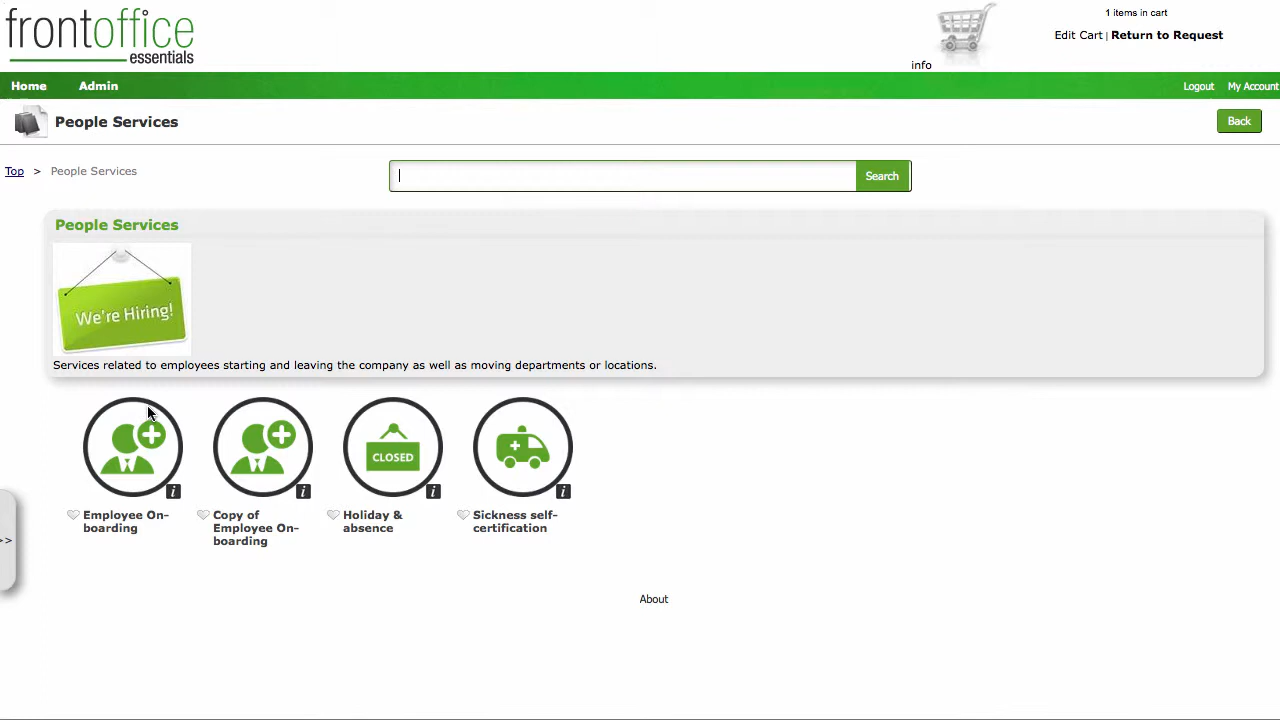 frontoffice
essentials
1 items in cart
Edit Cart | Return to Request
info
Home Admin Logout My Account
People Services
Back
Top > People Services
Search
People Services
We're Hiring!
Services related to employees starting and leaving the company as well as moving departments or locations.
CLOSED
i i i i
Employee On-
boarding
Copy of
Employee On-
boarding
Holiday &
absence
Sickness self-
certification
>>
About